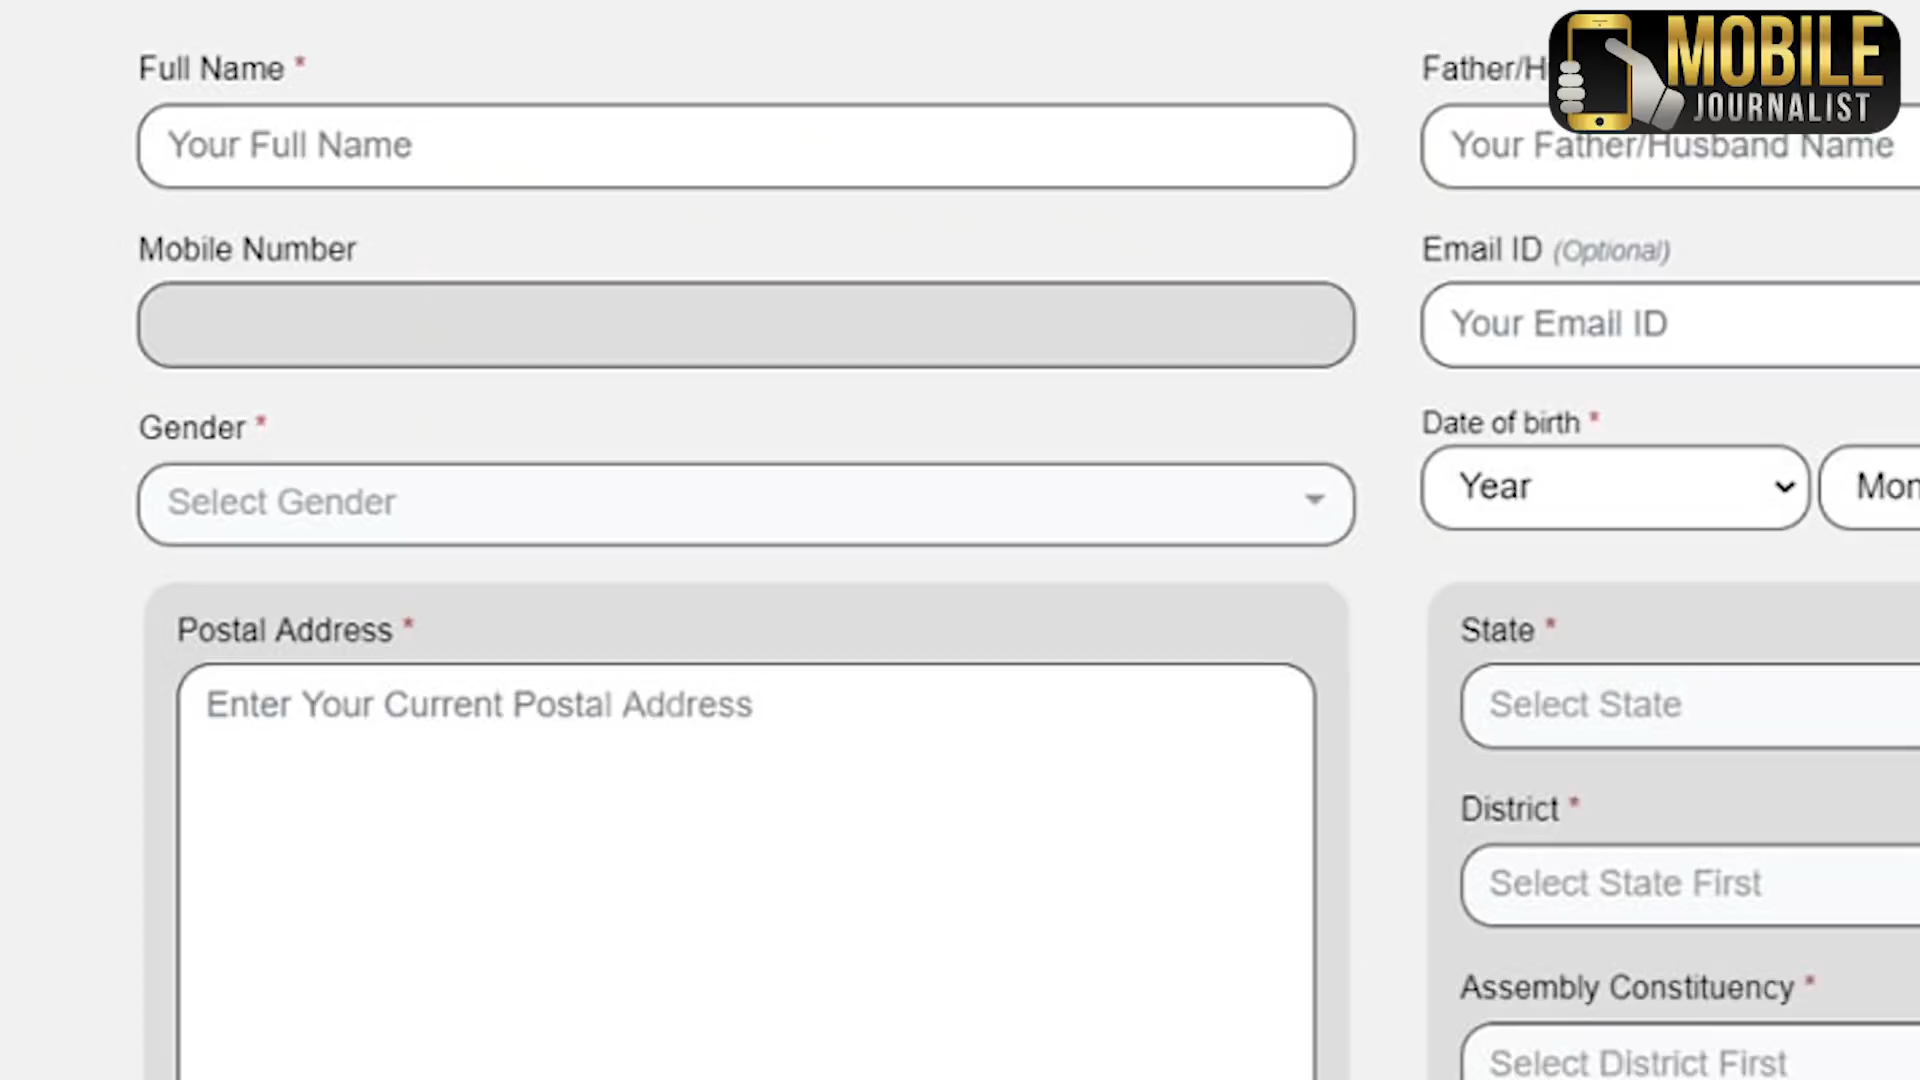 MOBILE
JOURNALIST
Full Name *
Father/H
Your Full Name
Your Father/Husband Name
Mobile Number
Email ID (Optional)
Your Email ID
Gender *
Date of birth *
Select Gender
Year
Mon
Postal Address *
State *
Enter Your Current Postal Address
Select State
District *
Select State First
Assembly Constituency *
Select District First